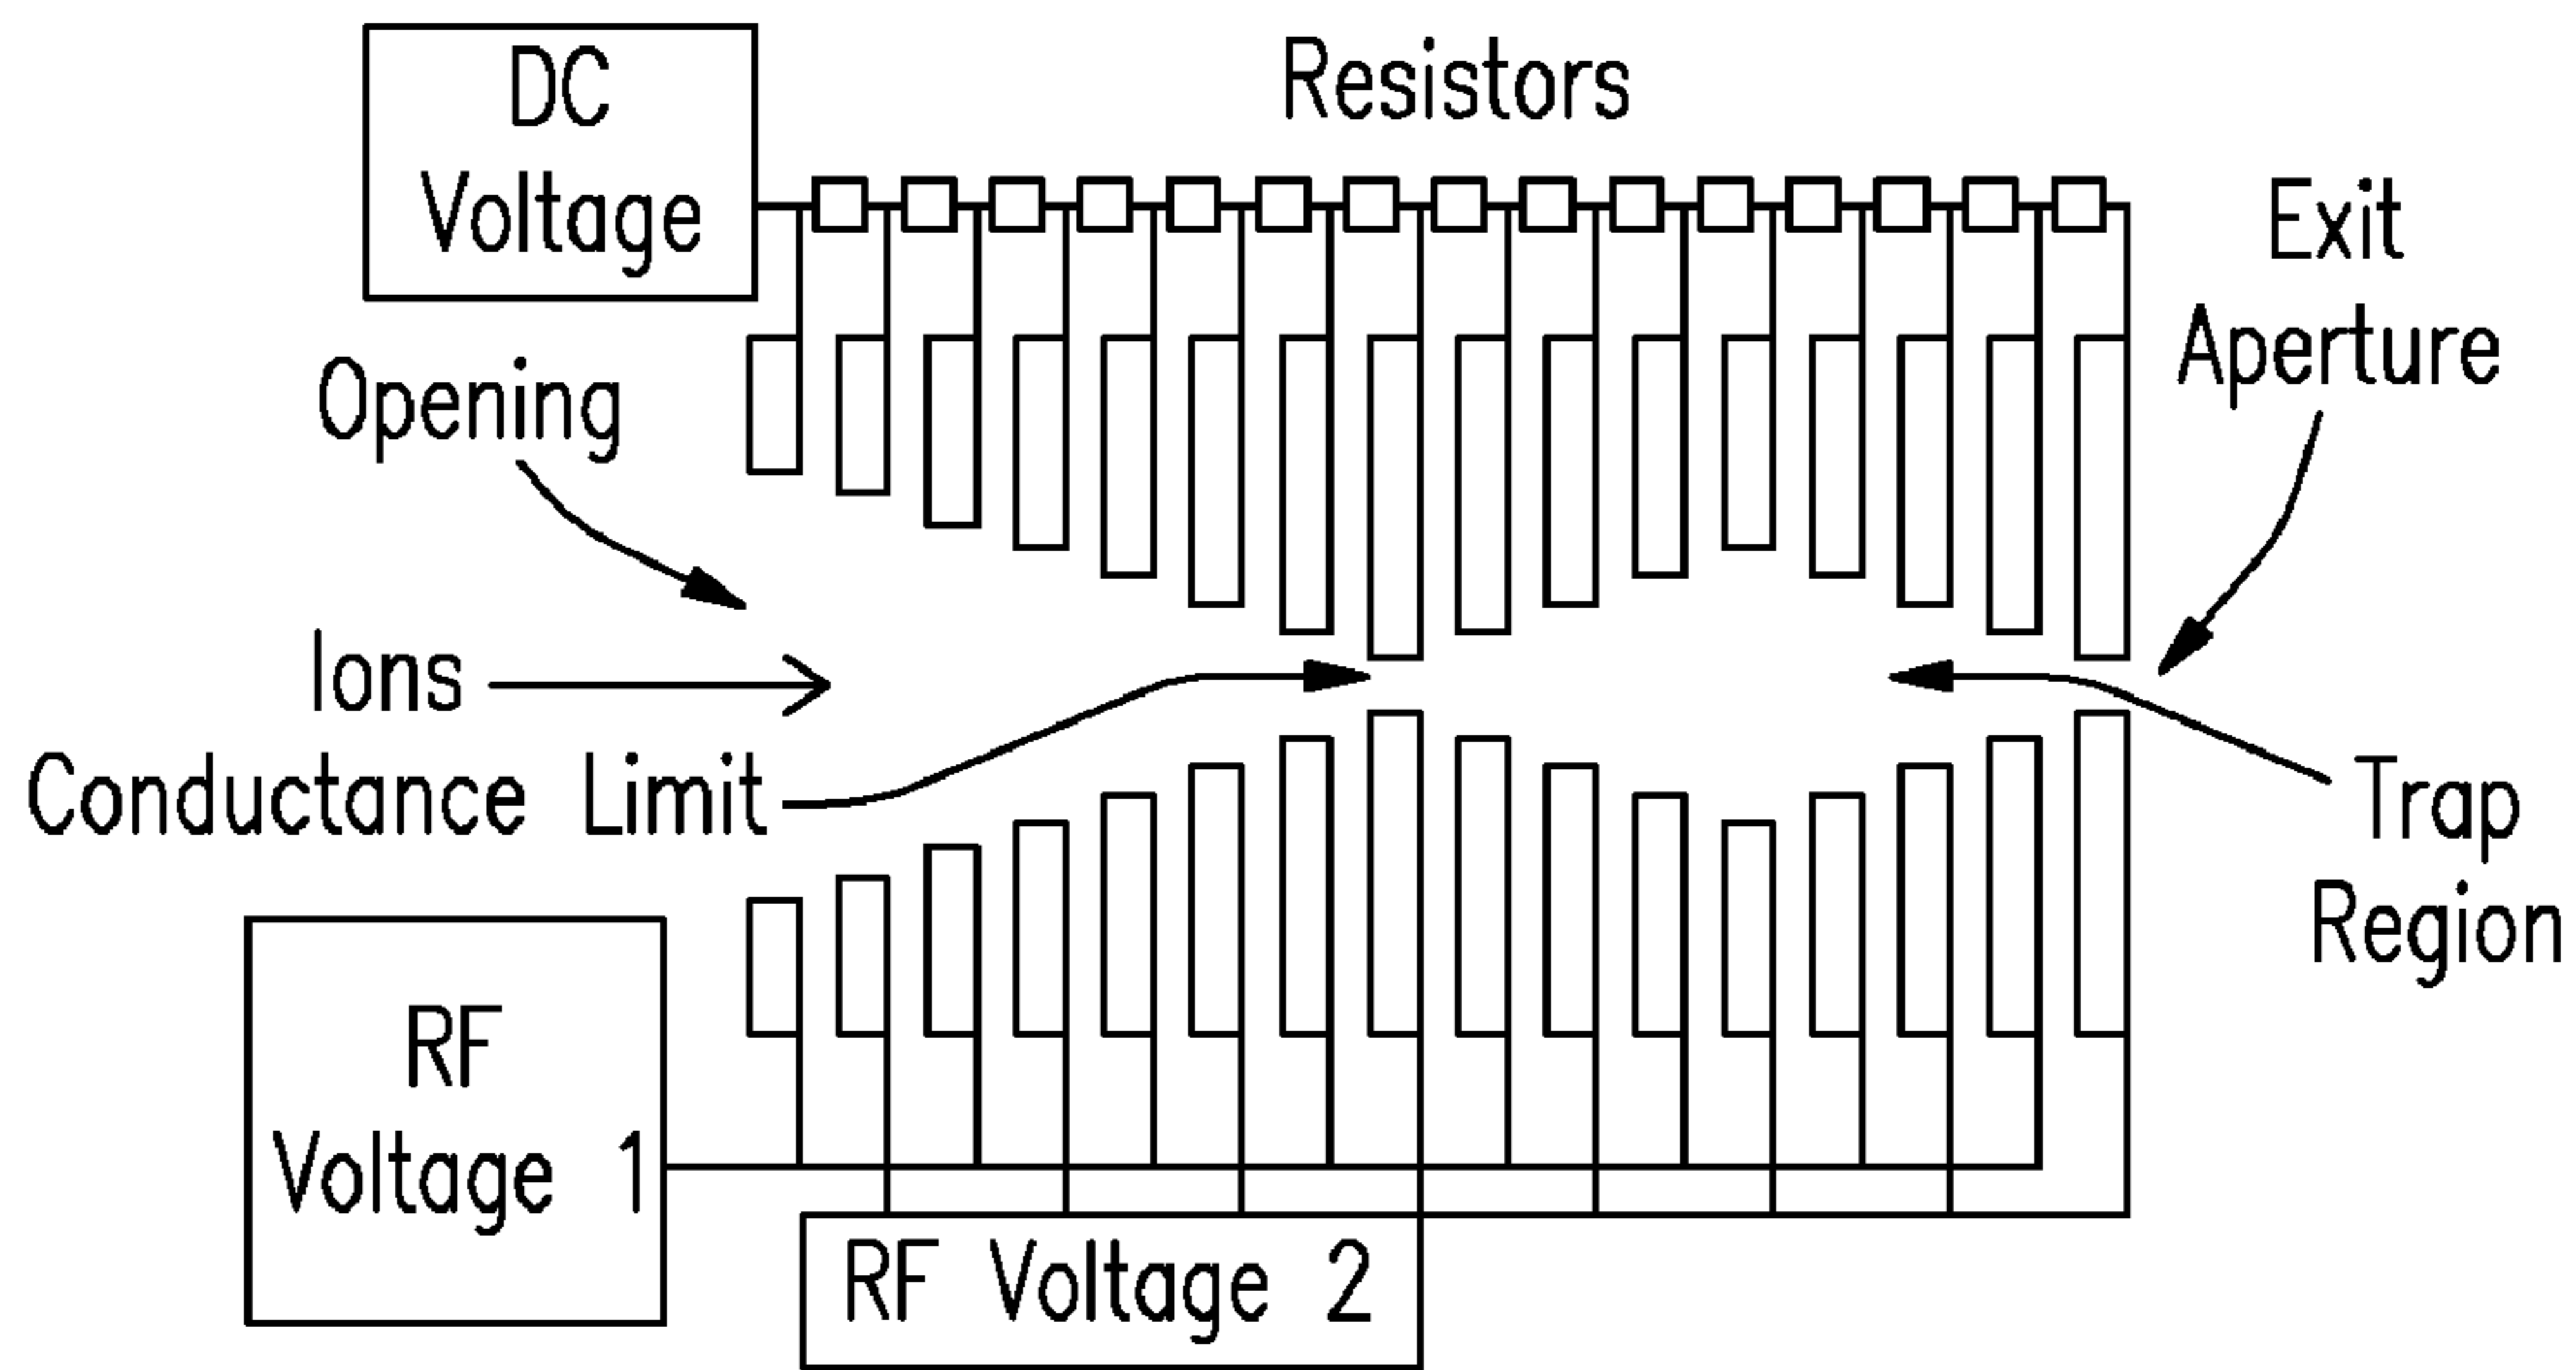 DC
Voltage
Resistors
Exit
Aperture
Opening
Ions
Conductance Limit
Trap
Region
RF
Voltage 1
RF Voltage 2